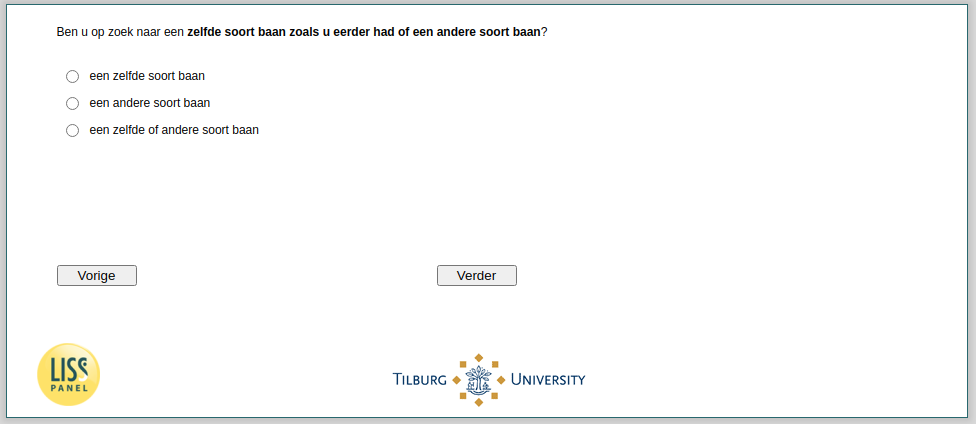 Ben u op zoek naar een zelfde soort baan zoals u eerder had of een andere soort baan?
een zelfde soort baan
een andere soort baan
een zelfde of andere soort baan
Vorige Verder
LISS
PANEL
TILBURG UNIVERSITY